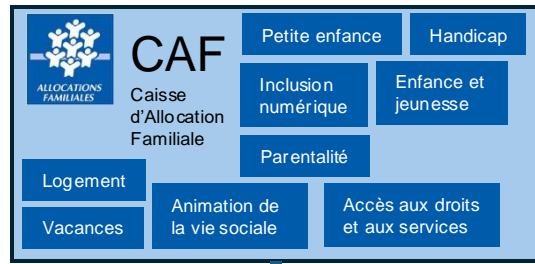 ALLOCATIONS
FAMILIALES
CAF
Caisse
d'Allocation
Familiale
Petite enfance
Handicap
Inclusion
numérique
Enfance et
jeunesse
Parentalité
Logement
Vacances
Animation de
la vie sociale
Accès aux droits
et aux services